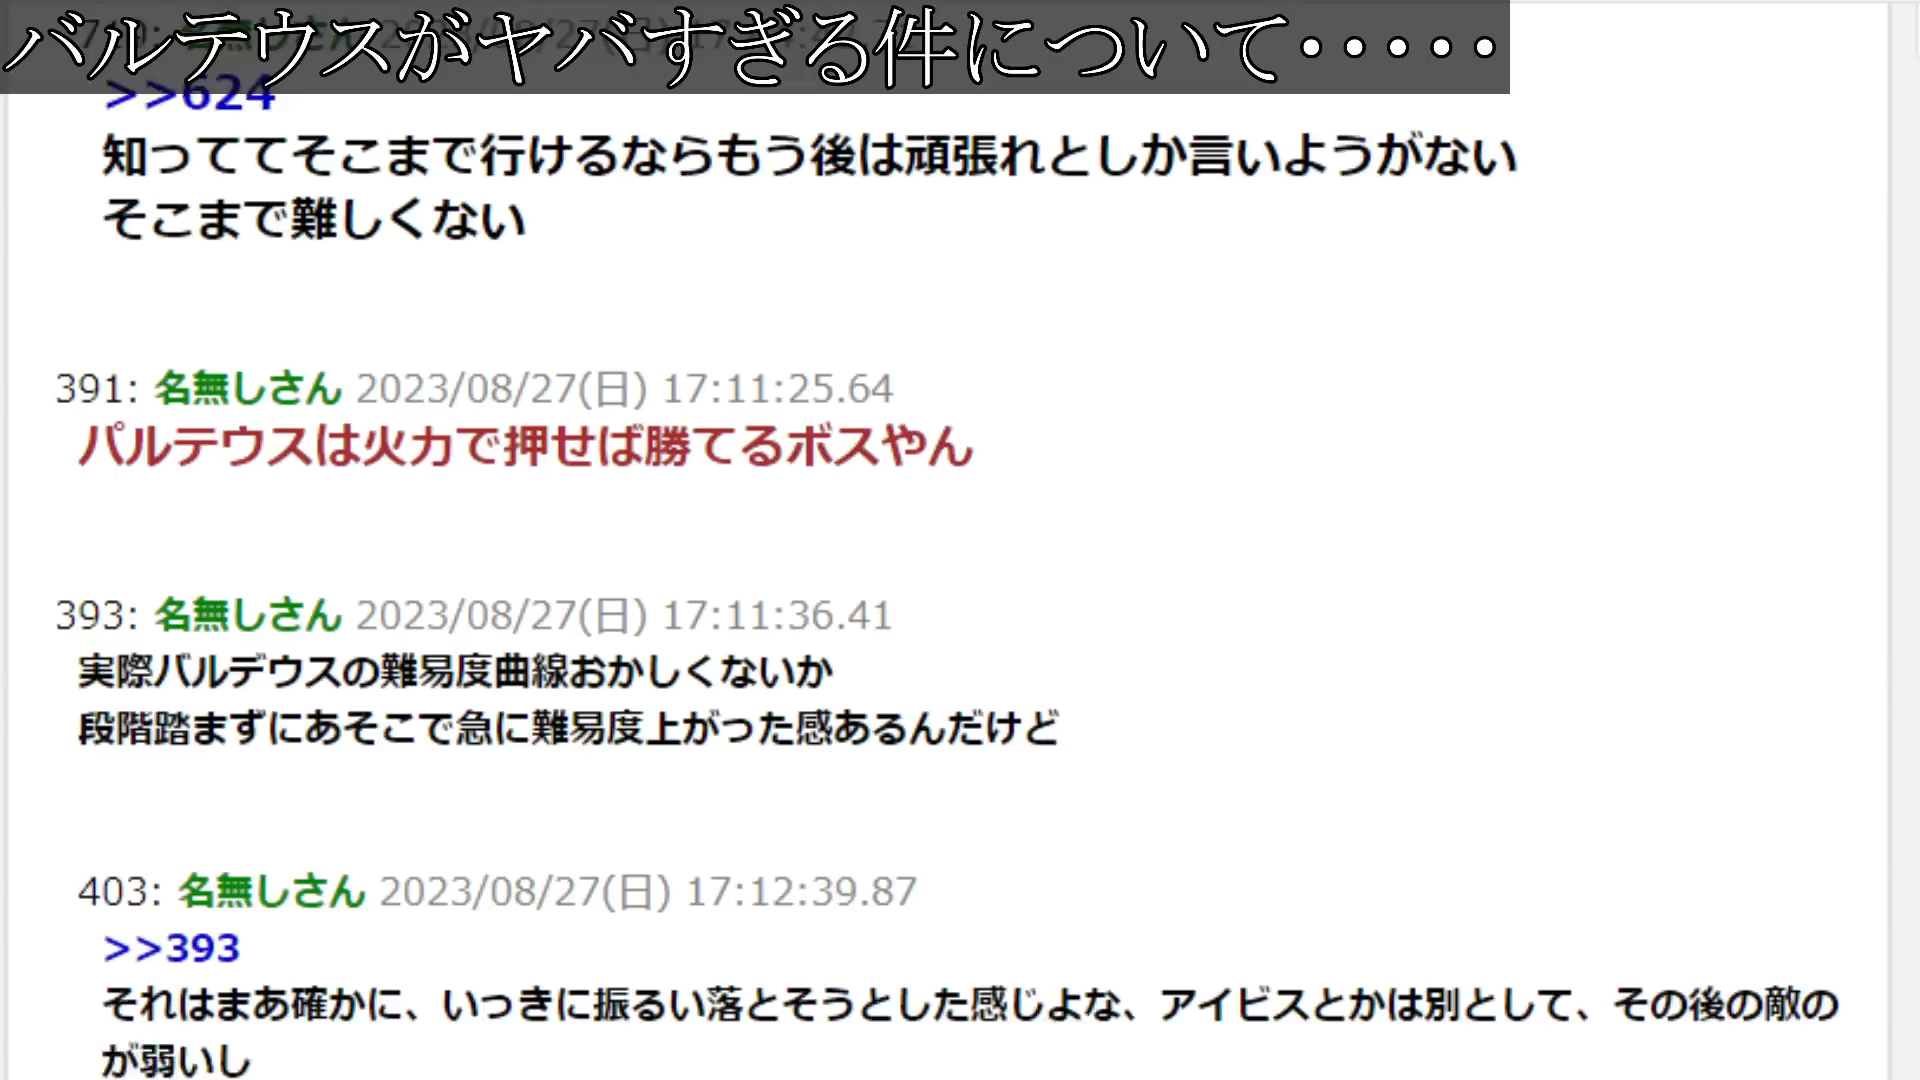 バルテウスがヤバすぎる件について・・・・・
>>624
知っててそこまで行けるならもう後は頑張れとしか言いようがない
そこまで難しくない
391: 名無しさん 2023/08/27(日) 17:11:25.64
バルテウスは火力で押せば勝てるボスやん
393: 名無しさん 2023/08/27(日) 17:11:36.41
実際バルデウスの難易度曲線おかしくないか
段階踏まずにあそこで急に難易度上がった感あるんだけど
403: 名無しさん 2023/08/27(日) 17:12:39.87
>>393
それはまあ確かに、いっきに振るい落とそうとした感じよな、アイビスとかは別として、その後の敵の
が弱いし